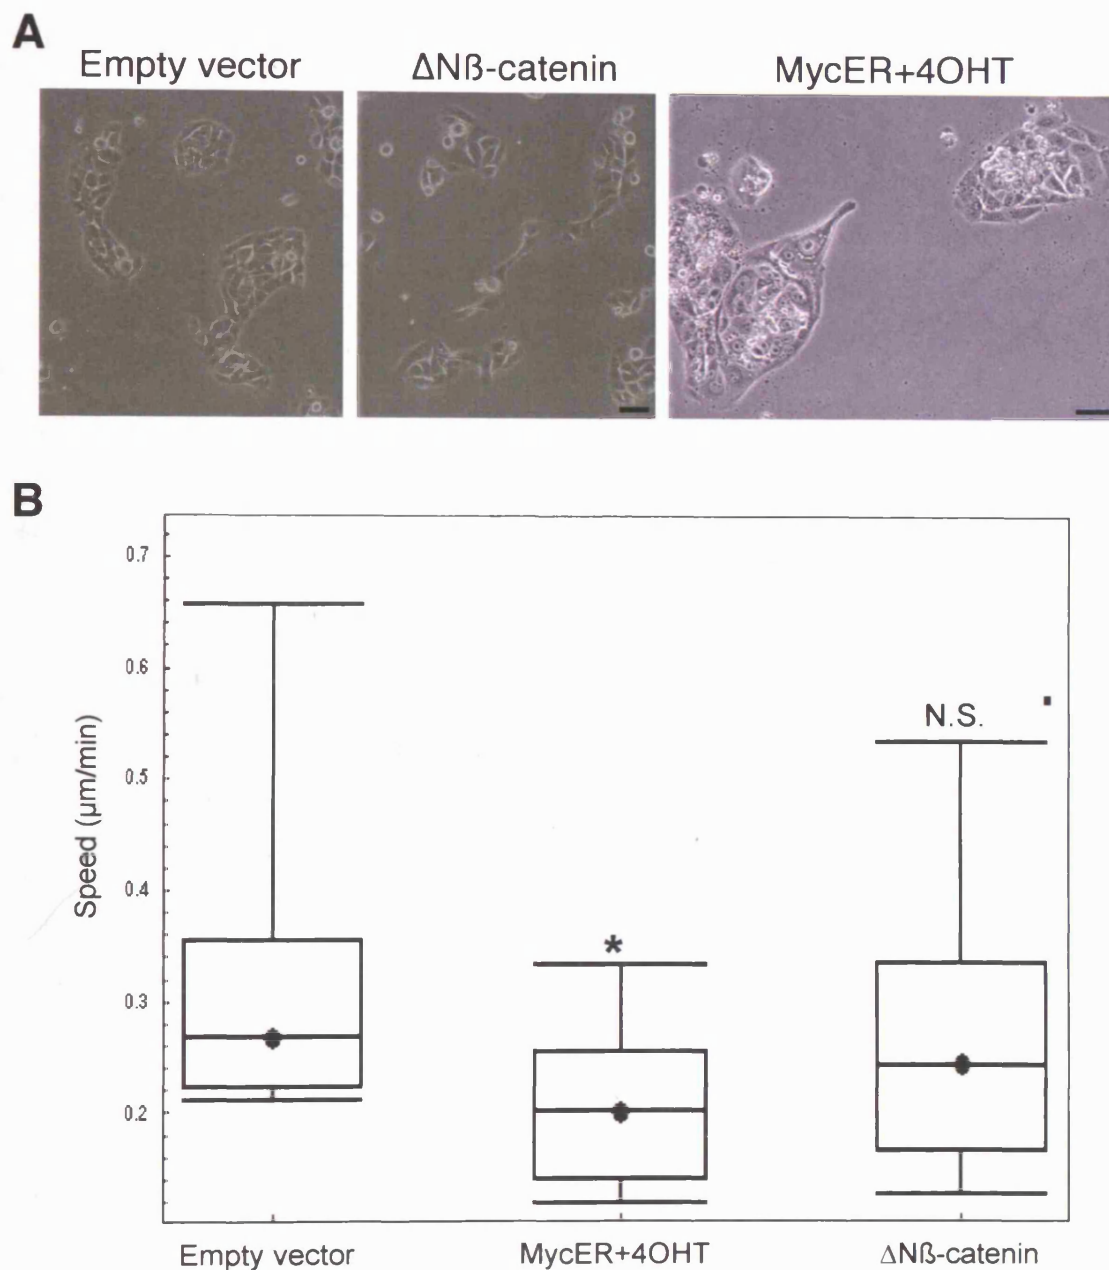 A
Empty vector
ΔNß-catenin
MycER+4OHT
B
Speed (µm/min)
0.7
0.6
0.5
0.4
0.3
0.2
*
N.S.
Empty vector
MycER+4OHT
ΔNß-catenin